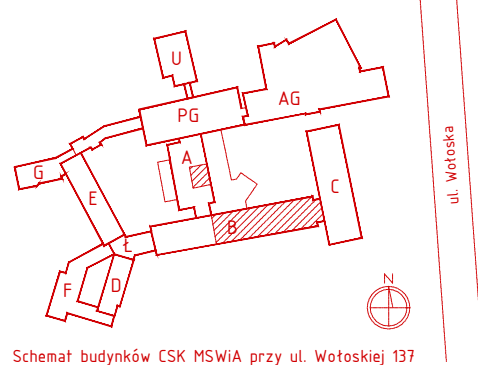 U
AG
PG
A
G
E
C
B
Ł
F
D
ul. Wołoska
N
Schemat budynków CSK MSWiA przy ul. Wołoskiej 137